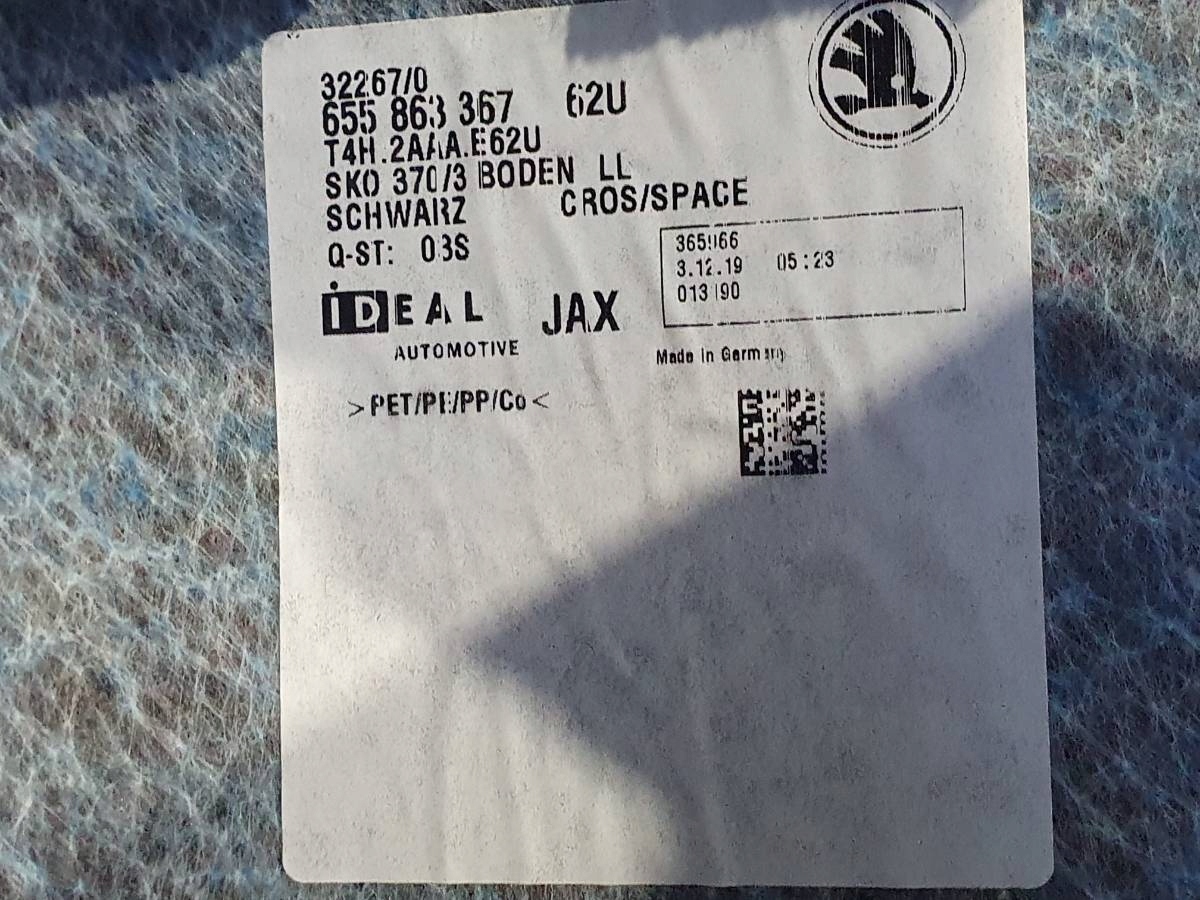 32267/0
655 863 367 62U
T4H.2AAA.E62U
SKO 370/3 BODEN LL
SCHWARZ CROS/SPACE
Q-ST: 03S
365966
3.12.19 05:23
013190
iDEAL JAX
AUTOMOTIVE
Made in Germany
>PET/PE/PP/Co<